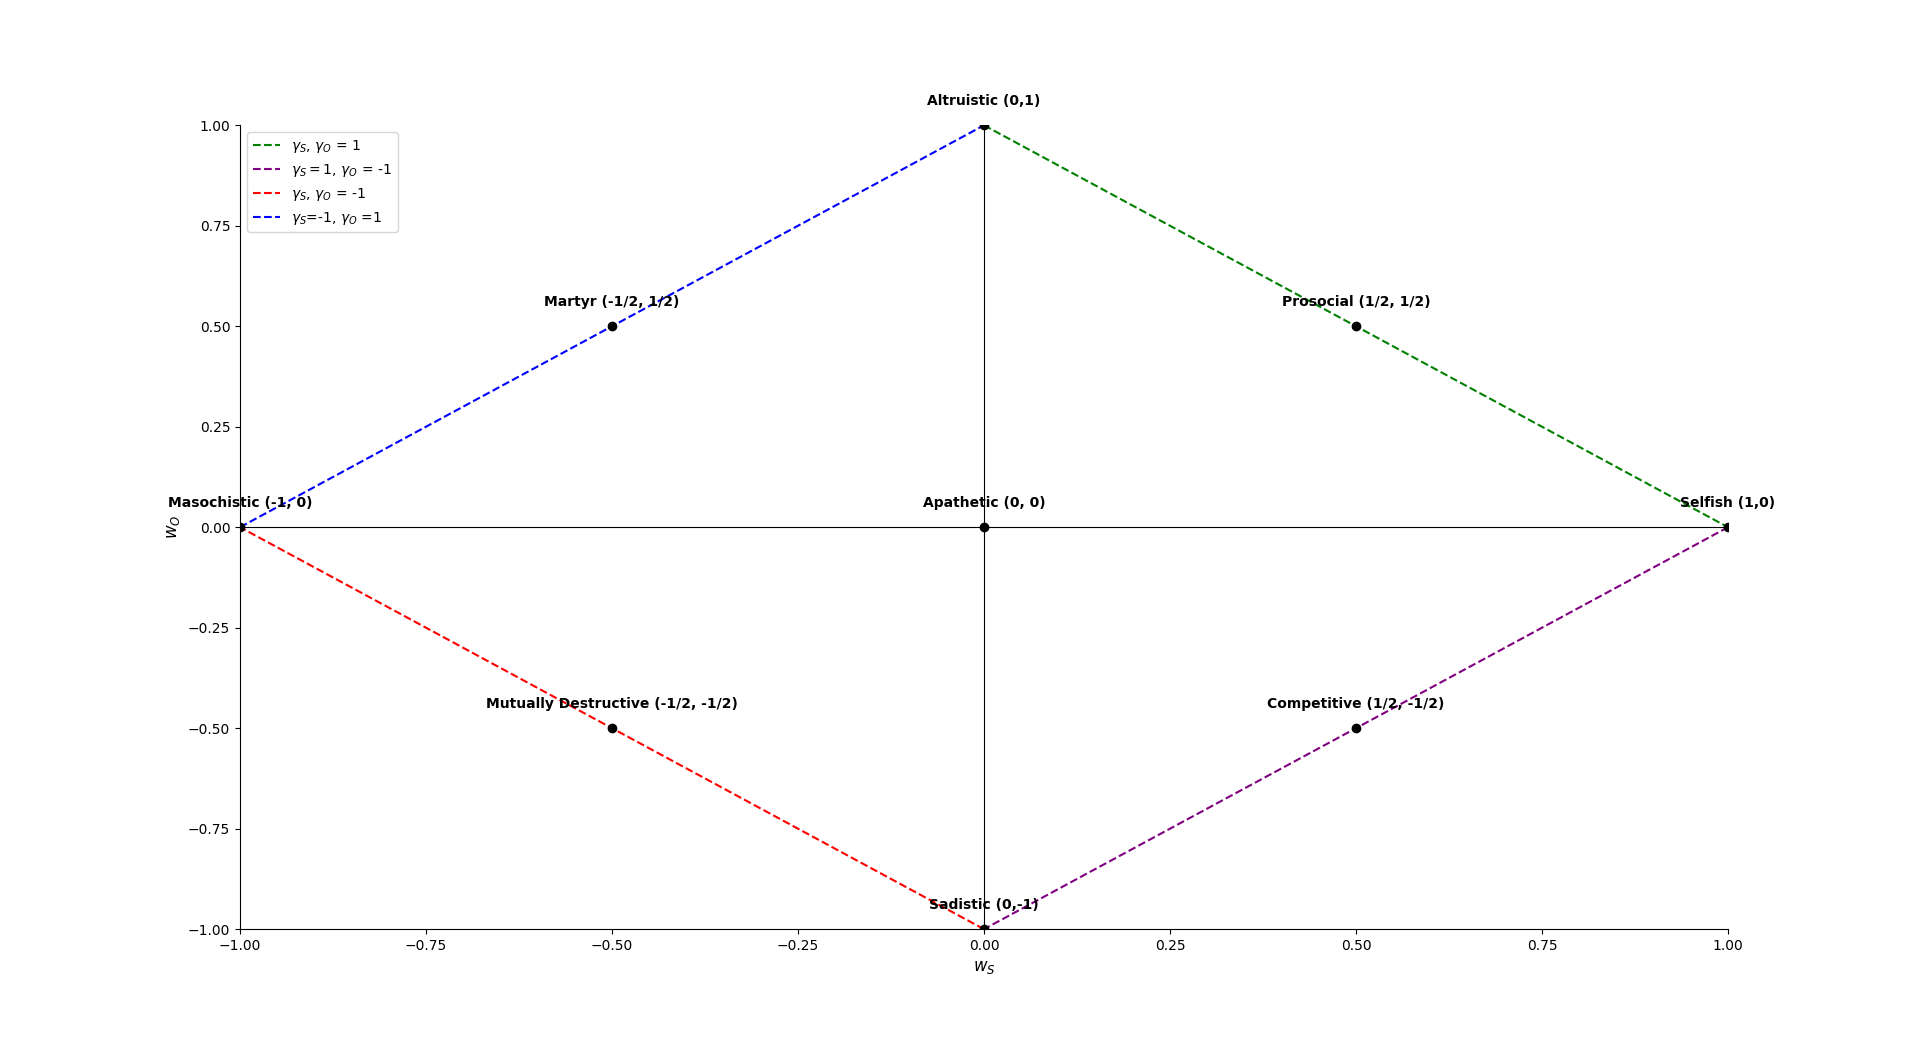 Altruistic (0,1)
1.00
γS, γO = 1
γS = 1, γO = -1
γS, γO = -1
γS=-1, γO =1
0.75
Martyr (-1/2, 1/2)
Prosocial (1/2, 1/2)
0.50
0.25
Masochistic (-1, 0)
Apathetic (0, 0)
Selfish (1,0)
wO
0.00
−0.25
Mutually Destructive (-1/2, -1/2)
Competitive (1/2, -1/2)
−0.50
−0.75
Sadistic (0,-1)
−1.00
−1.00 −0.75 −0.50 −0.25 0.00 0.25 0.50 0.75 1.00
wS